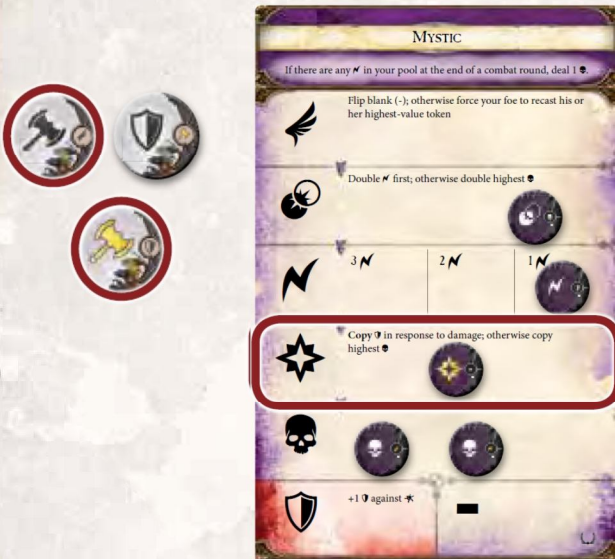 MYSTIC
If there are any in your pool at the end of a combat round, deal 1 .
Flip blank (-); otherwise force your foe to recast his or
her highest-value token
Double first; otherwise double highest
3
2
1
Copy in response to damage; otherwise copy
highest
+1 against